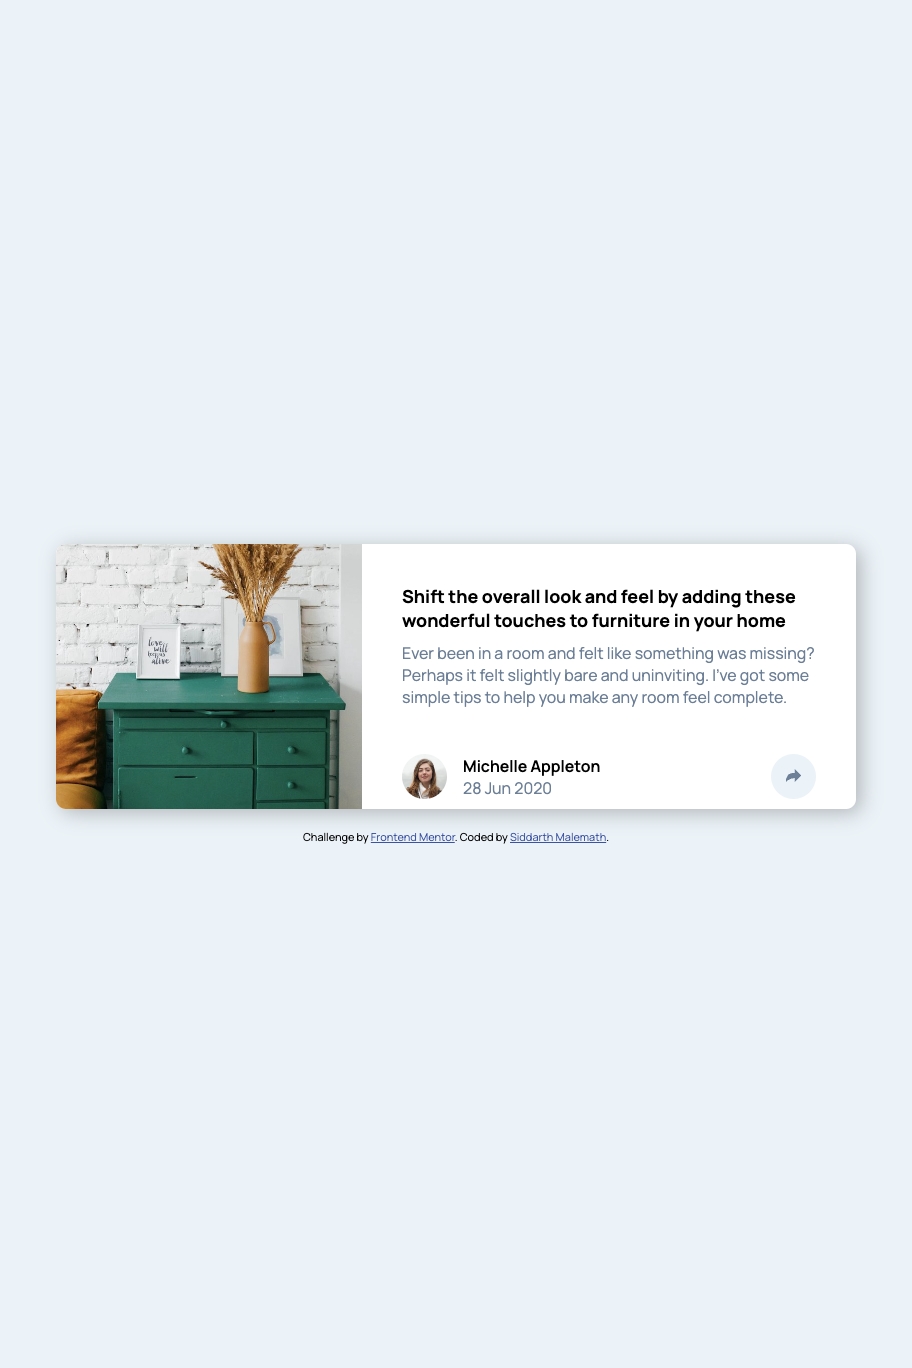 love
will
keep us
alive
Shift the overall look and feel by adding these
wonderful touches to furniture in your home
Ever been in a room and felt like something was missing?
Perhaps it felt slightly bare and uninviting. I've got some
simple tips to help you make any room feel complete.
Michelle Appleton
28 Jun 2020
Challenge by Frontend Mentor. Coded by Siddarth Malemath.